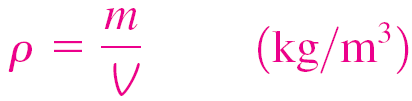 ρ = m/V (kg/m³)